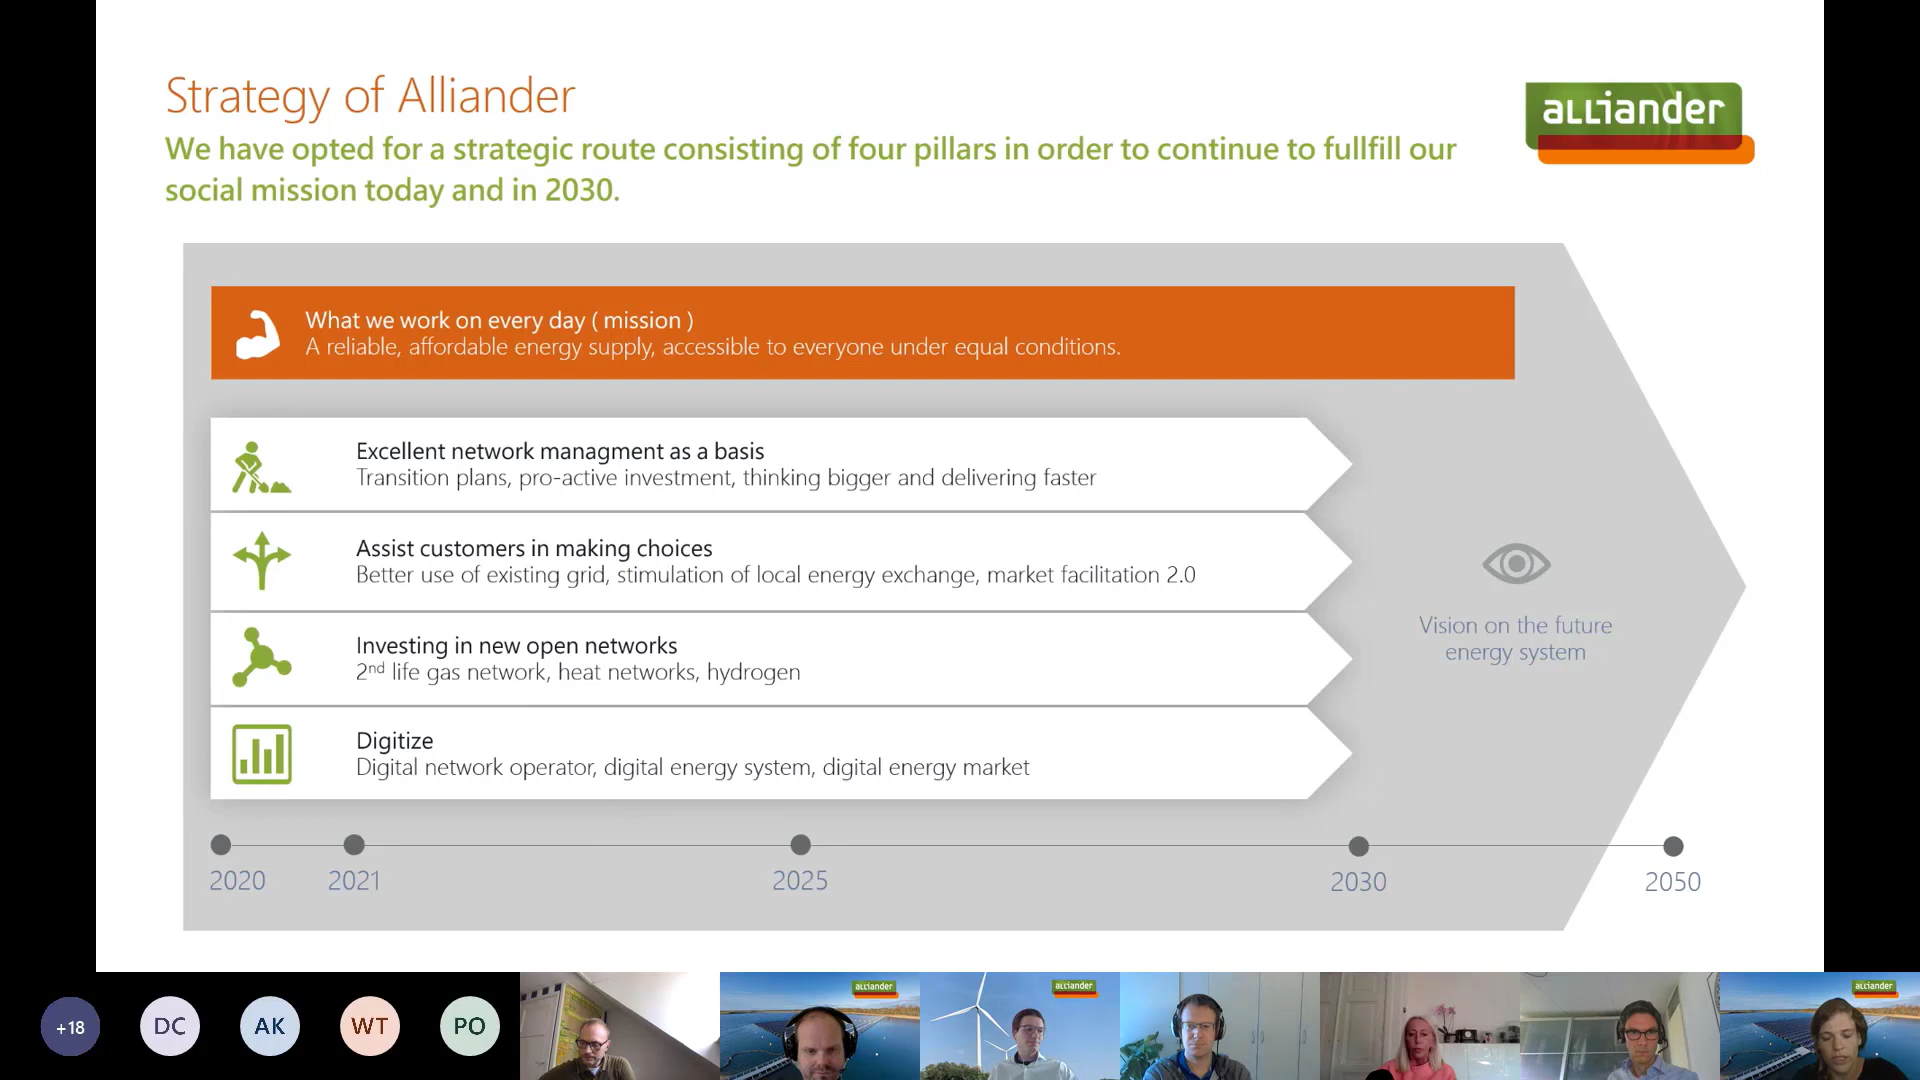 Strategy of Alliander
We have opted for a strategic route consisting of four pillars in order to continue to fullfill our
social mission today and in 2030.
alliander
What we work on every day ( mission )
A reliable, affordable energy supply, accessible to everyone under equal conditions.
Excellent network managment as a basis
Transition plans, pro-active investment, thinking bigger and delivering faster
Assist customers in making choices
Better use of existing grid, stimulation of local energy exchange, market facilitation 2.0
Investing in new open networks
2nd life gas network, heat networks, hydrogen
Digitize
Digital network operator, digital energy system, digital energy market
Vision on the future
energy system
2020 2021 2025 2030 2050
+18 DC AK WT PO
alliander
alliander
alliander